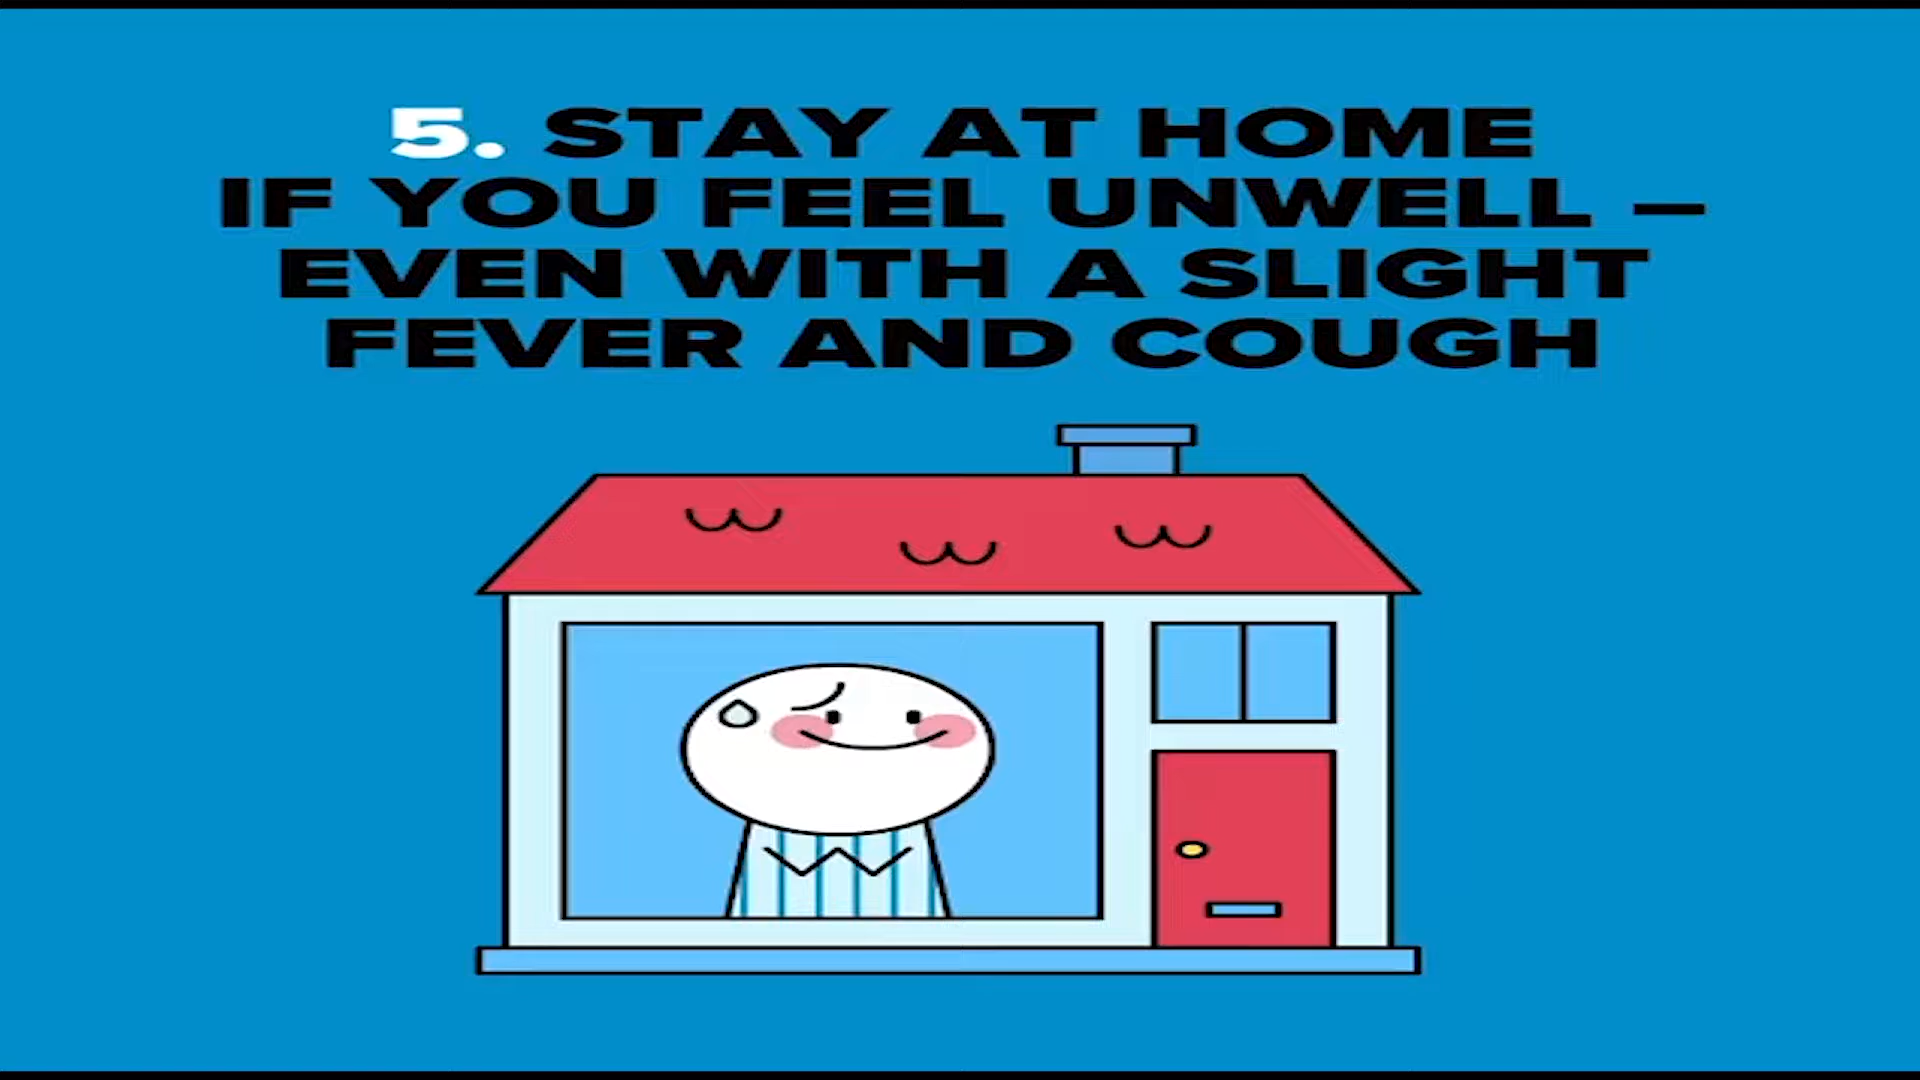 5. STAY AT HOME
IF YOU FEEL UNWELL –
EVEN WITH A SLIGHT
FEVER AND COUGH